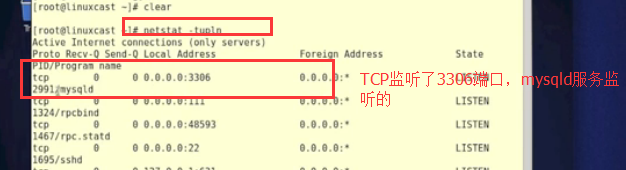 [root@linuxcast ~]# clear
[root@linuxcast ~]# netstat -tupln
Active Internet connections (only servers)
Proto Recv-Q Send-Q Local Address Foreign Address State
PID/Program name
tcp 0 0 0.0.0.0:3306 0.0.0.0:* LISTEN
2991/mysqld
tcp 0 0 0.0.0.0:111 0.0.0.0:* LISTEN
1324/rpcbind
tcp 0 0 0.0.0.0:48593 0.0.0.0:* LISTEN
1467/rpc.statd
tcp 0 0 0.0.0.0:22 0.0.0.0:* LISTEN
1695/sshd
TCP监听了3306端口，mysqld服务监
听的